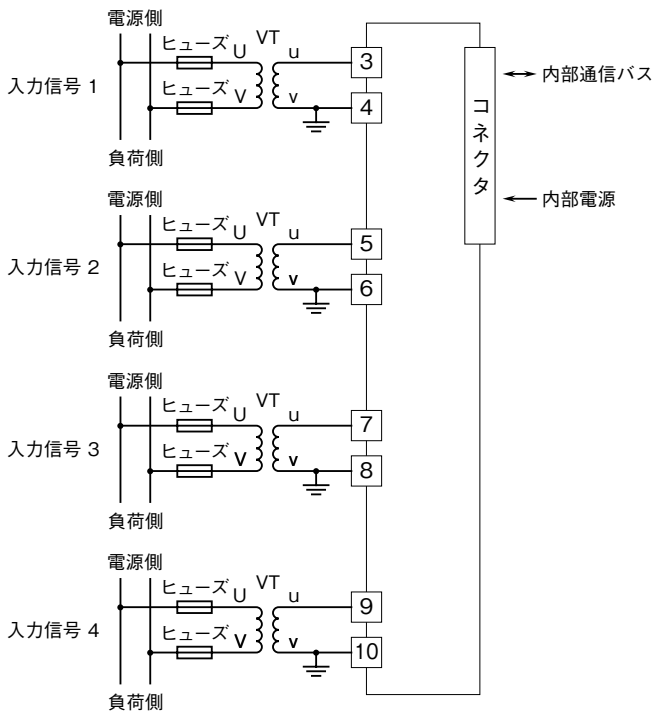 電源側
ヒューズ U VT u 3
入力信号 1
ヒューズ V v 4
負荷側
コネクタ
内部通信バス
内部電源
電源側
ヒューズ U VT u 5
入力信号 2
ヒューズ V v 6
負荷側
電源側
ヒューズ U VT u 7
入力信号 3
ヒューズ V v 8
負荷側
電源側
ヒューズ U VT u 9
入力信号 4
ヒューズ V v 10
負荷側